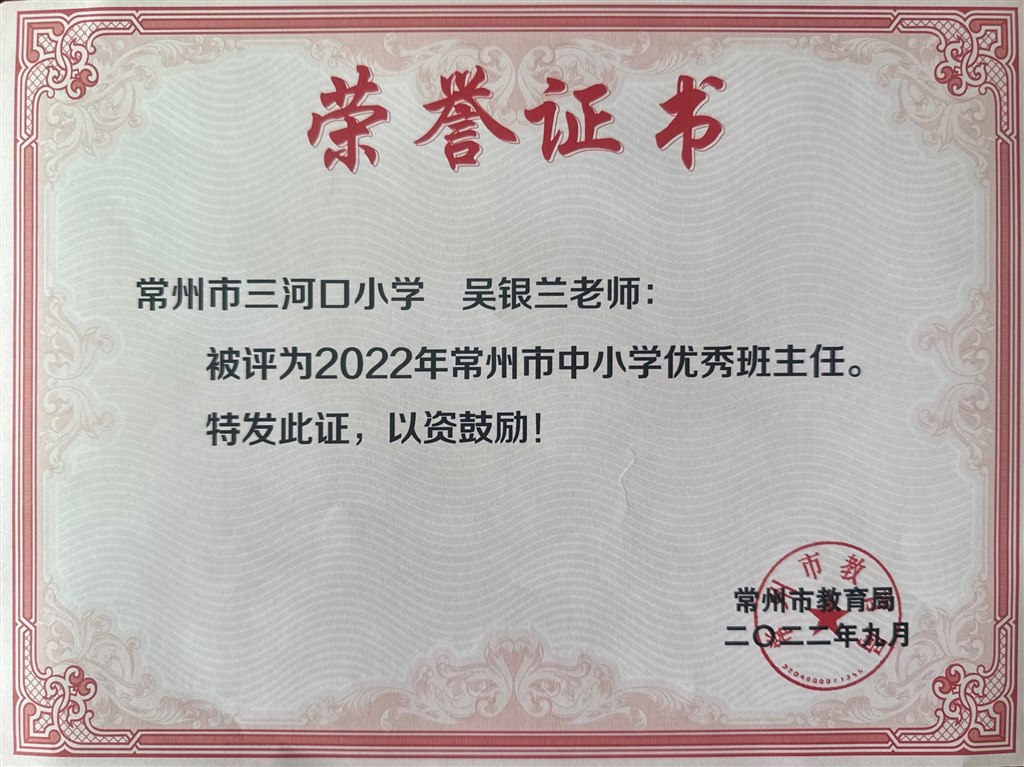 荣誉证书
常州市三河口小学 吴银兰老师：
被评为2022年常州市中小学优秀班主任。
特发此证，以资鼓励！
常州市教育局
二〇二二年九月